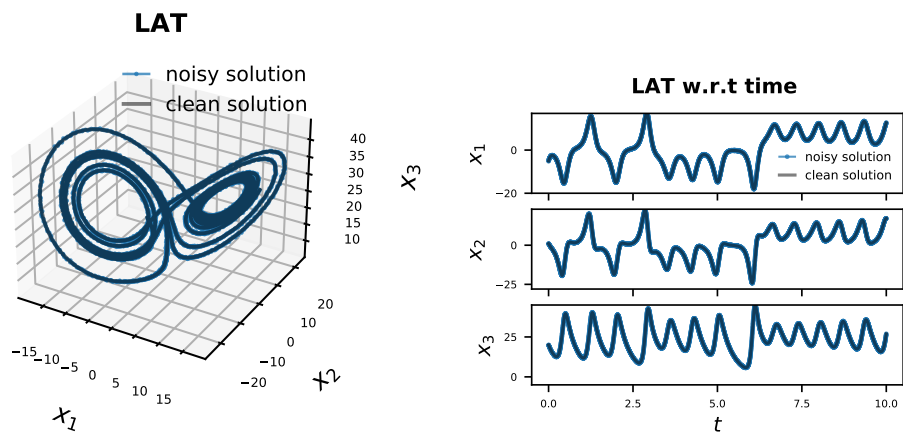 LAT
noisy solution
clean solution
40
35
30
25
20
15
10
x₃
20
10
0
−10
−20
x₂
−15
−10
−5
0
5
10
15
x₁
LAT w.r.t time
0
−20
x₁
noisy solution
clean solution
0
−25
x₂
25
0
x₃
0.0 2.5 5.0 7.5 10.0
t